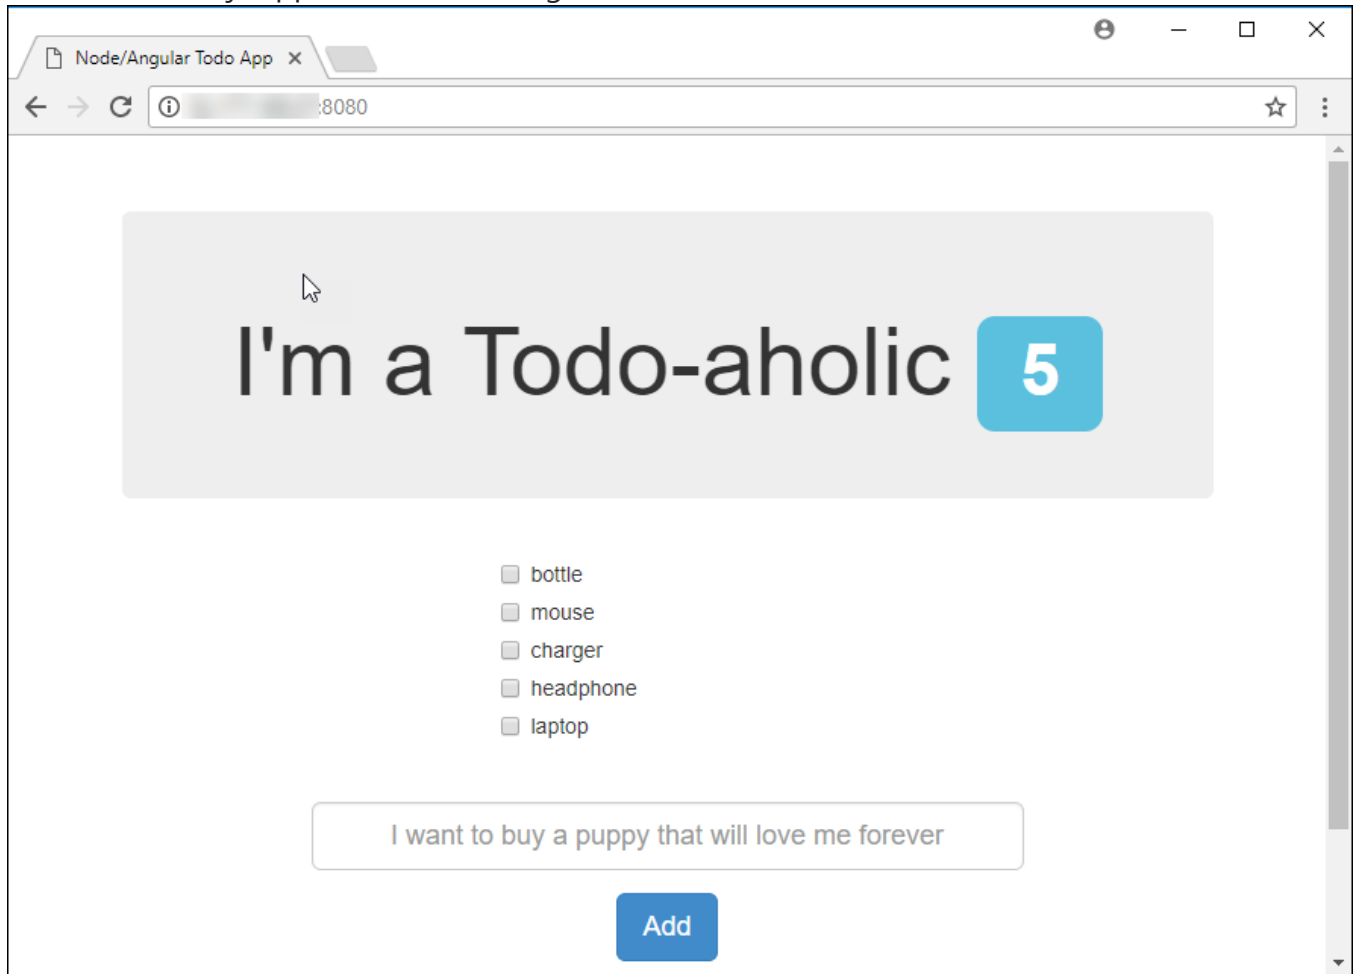 Node/Angular Todo App
:8080
I'm a Todo-aholic 5
bottle
mouse
charger
headphone
laptop
I want to buy a puppy that will love me forever
Add